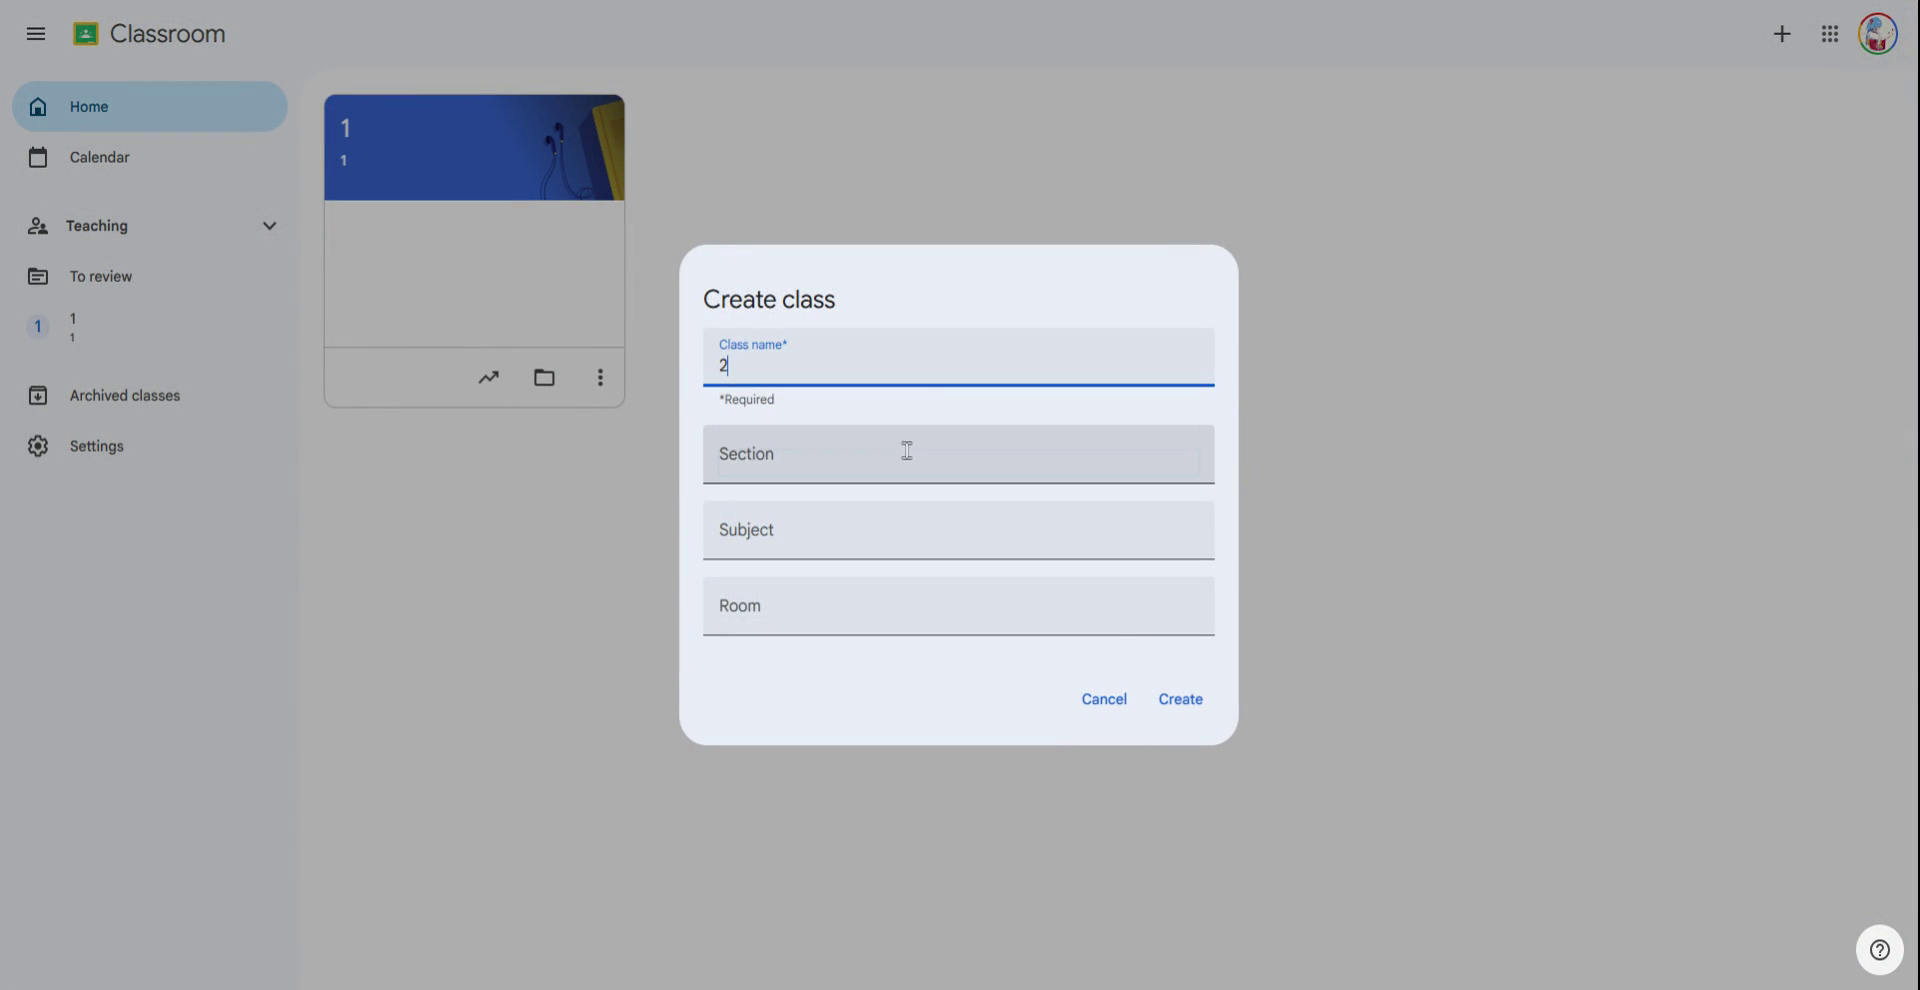 Classroom
Home
Calendar
Teaching
To review
1
1
1
Archived classes
Settings
1
1
Create class
Class name*
2
*Required
Section
Subject
Room
Cancel
Create